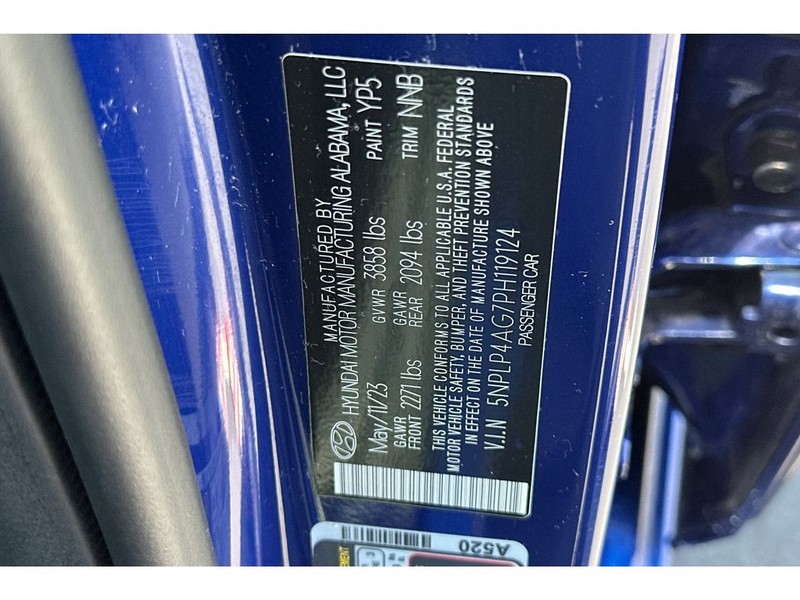 MANUFACTURED BY
HYUNDAI MOTOR MANUFACTURING ALABAMA, LLC
May/11/23 GVWR 3858 lbs PAINT YP5
GAWR FRONT 2271 lbs GAWR REAR 2094 lbs TRIM NNB
THIS VEHICLE CONFORMS TO ALL APPLICABLE U.S.A. FEDERAL
MOTOR VEHICLE SAFETY, BUMPER, AND THEFT PREVENTION STANDARDS
IN EFFECT ON THE DATE OF MANUFACTURE SHOWN ABOVE
V.I.N 5NPLP4AG7PH119124
PASSENGER CAR
A520